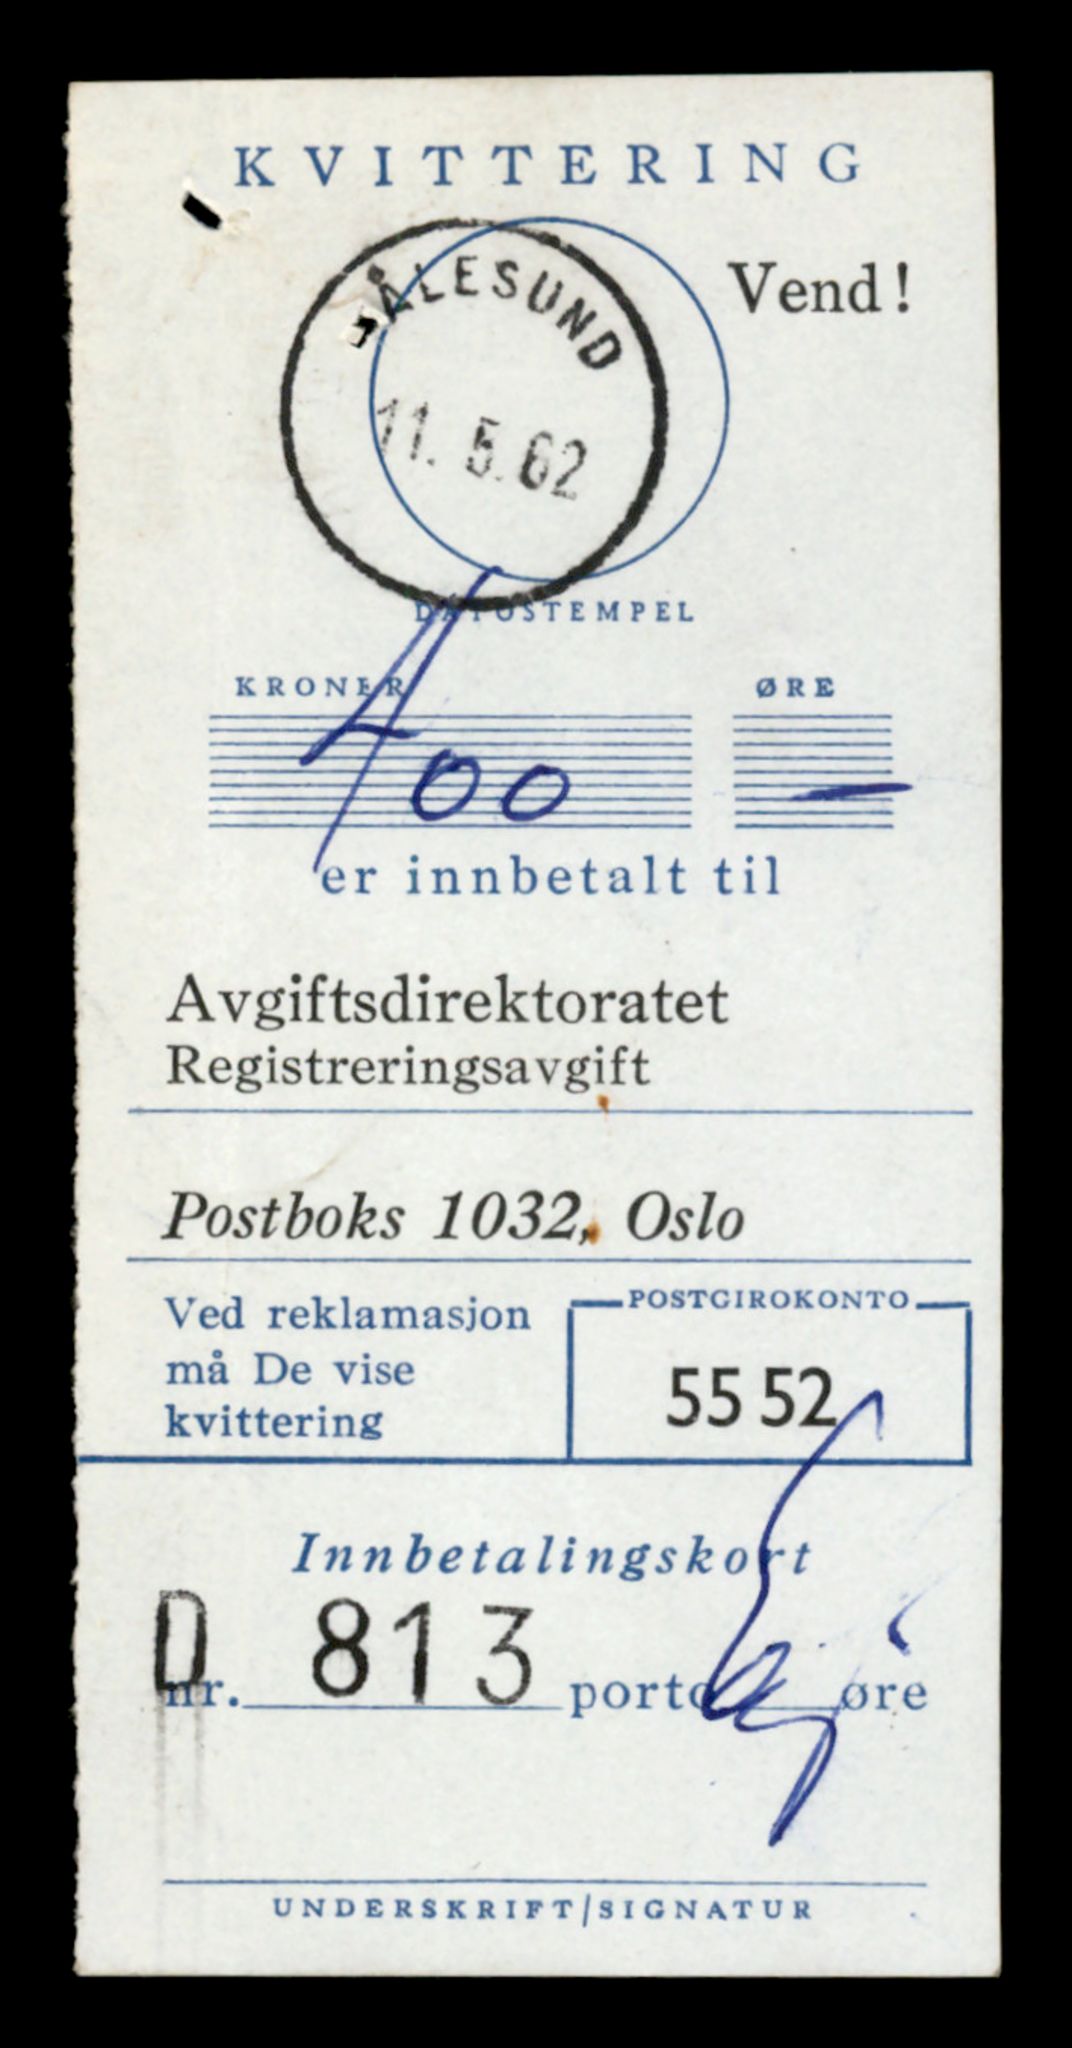 KVITTERING
Vend!
ÅLESUND
11.5.62
DATOSTEMPEL
KRONER ØRE
400 —
er innbetalt til
Avgiftsdirektoratet
Registreringsavgift
Postboks 1032, Oslo
Ved reklamasjon
må De vise
kvittering
POSTGIROKONTO
55 52
Innbetalingskort
D
nr. 813 porto øre
UNDERSKRIFT/SIGNATUR